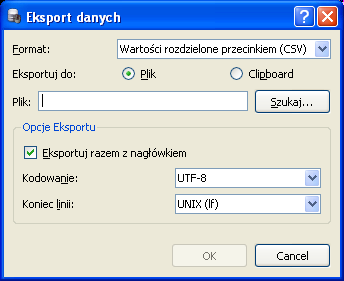 Eksport danych
Format: Wartości rozdzielone przecinkiem (CSV)
Eksportuj do: Plik Clipboard
Plik: Szukaj...
Opcje Eksportu
Eksportuj razem z nagłówkiem
Kodowanie: UTF-8
Koniec linii: UNIX (lf)
OK Cancel